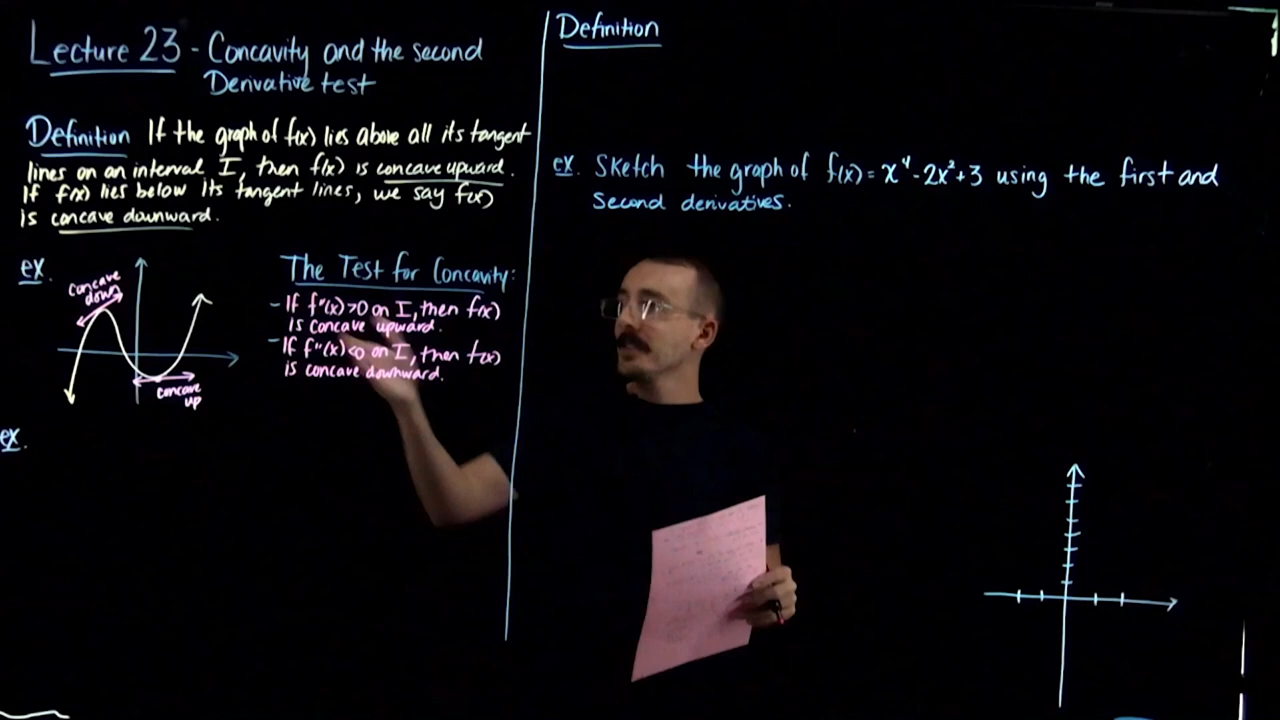 Lecture 23 - Concavity and the second
Derivative test
Definition If the graph of f(x) lies above all its tangent
lines on an interval I, then f(x) is concave upward.
If f(x) lies below its tangent lines, we say f(x)
is concave downward.
ex.
concave
down
concave
up
The Test for Concavity:
- If f''(x)>0 on I, then f(x)
is concave upward.
- If f''(x)<0 on I, then f(x)
is concave downward.
ex.
Definition
ex. Sketch the graph of f(x) = x⁴ - 2x² + 3 using the first and
second derivatives.